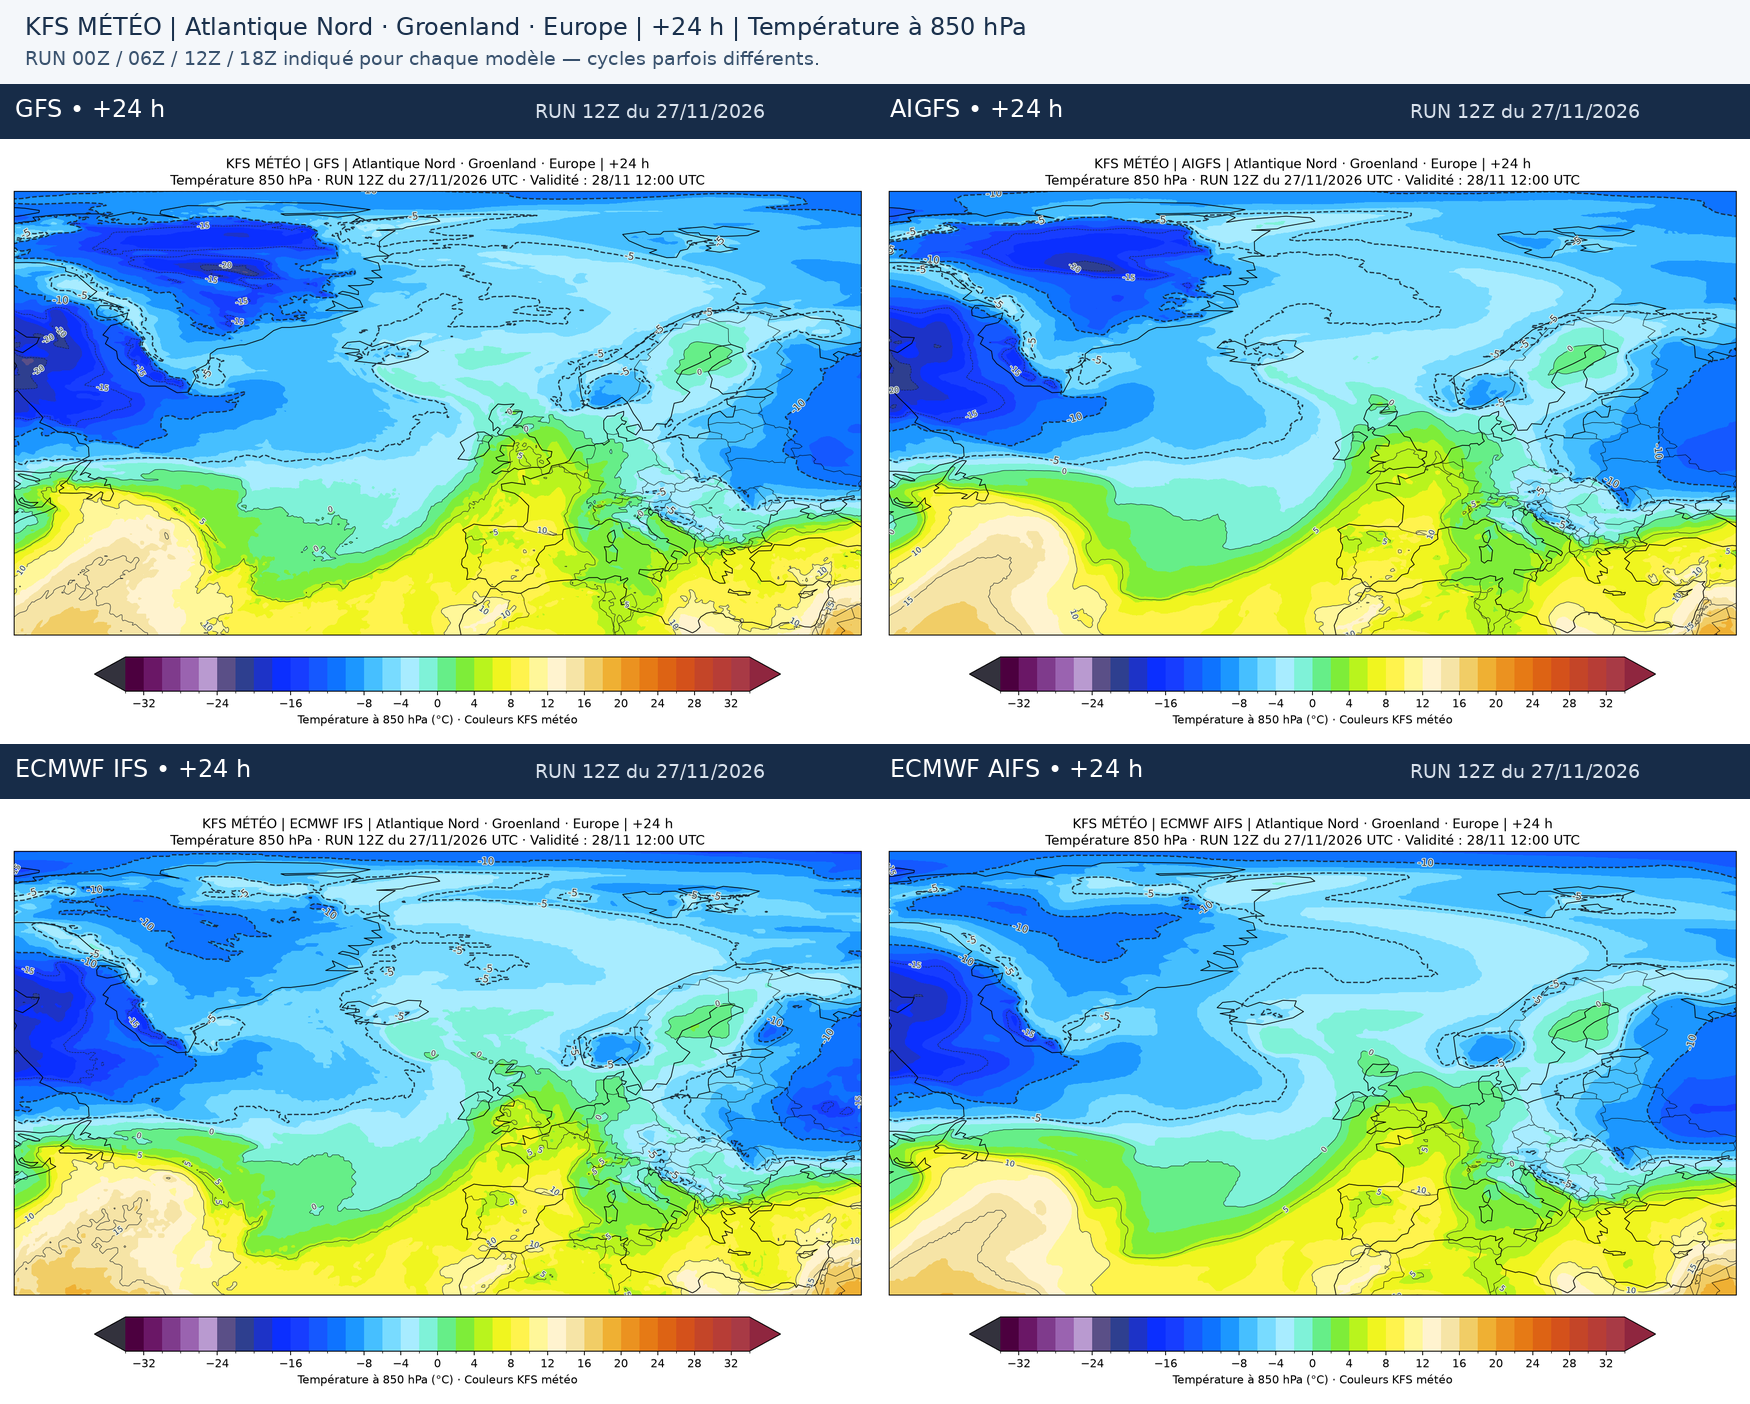 KFS MÉTÉO | Atlantique Nord · Groenland · Europe | +24 h | Température à 850 hPa
RUN 00Z / 06Z / 12Z / 18Z indiqué pour chaque modèle — cycles parfois différents.
GFS • +24 h
RUN 12Z du 27/11/2026
AIGFS • +24 h
RUN 12Z du 27/11/2026
KFS MÉTÉO | GFS | Atlantique Nord · Groenland · Europe | +24 h
Température 850 hPa · RUN 12Z du 27/11/2026 UTC · Validité : 28/11 12:00 UTC
KFS MÉTÉO | AIGFS | Atlantique Nord · Groenland · Europe | +24 h
Température 850 hPa · RUN 12Z du 27/11/2026 UTC · Validité : 28/11 12:00 UTC
−32 −24 −16 −8 −4 0 4 8 12 16 20 24 28 32
Température à 850 hPa (°C) · Couleurs KFS météo
−32 −24 −16 −8 −4 0 4 8 12 16 20 24 28 32
Température à 850 hPa (°C) · Couleurs KFS météo
ECMWF IFS • +24 h
RUN 12Z du 27/11/2026
ECMWF AIFS • +24 h
RUN 12Z du 27/11/2026
KFS MÉTÉO | ECMWF IFS | Atlantique Nord · Groenland · Europe | +24 h
Température 850 hPa · RUN 12Z du 27/11/2026 UTC · Validité : 28/11 12:00 UTC
KFS MÉTÉO | ECMWF AIFS | Atlantique Nord · Groenland · Europe | +24 h
Température 850 hPa · RUN 12Z du 27/11/2026 UTC · Validité : 28/11 12:00 UTC
−32 −24 −16 −8 −4 0 4 8 12 16 20 24 28 32
Température à 850 hPa (°C) · Couleurs KFS météo
−32 −24 −16 −8 −4 0 4 8 12 16 20 24 28 32
Température à 850 hPa (°C) · Couleurs KFS météo